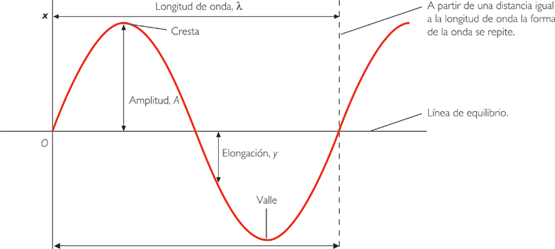 Longitud de onda, λ
x
Cresta
A partir de una distancia igual
a la longitud de onda la forma
de la onda se repite.
Amplitud, A
Línea de equilibrio.
O
Elongación, y
Valle